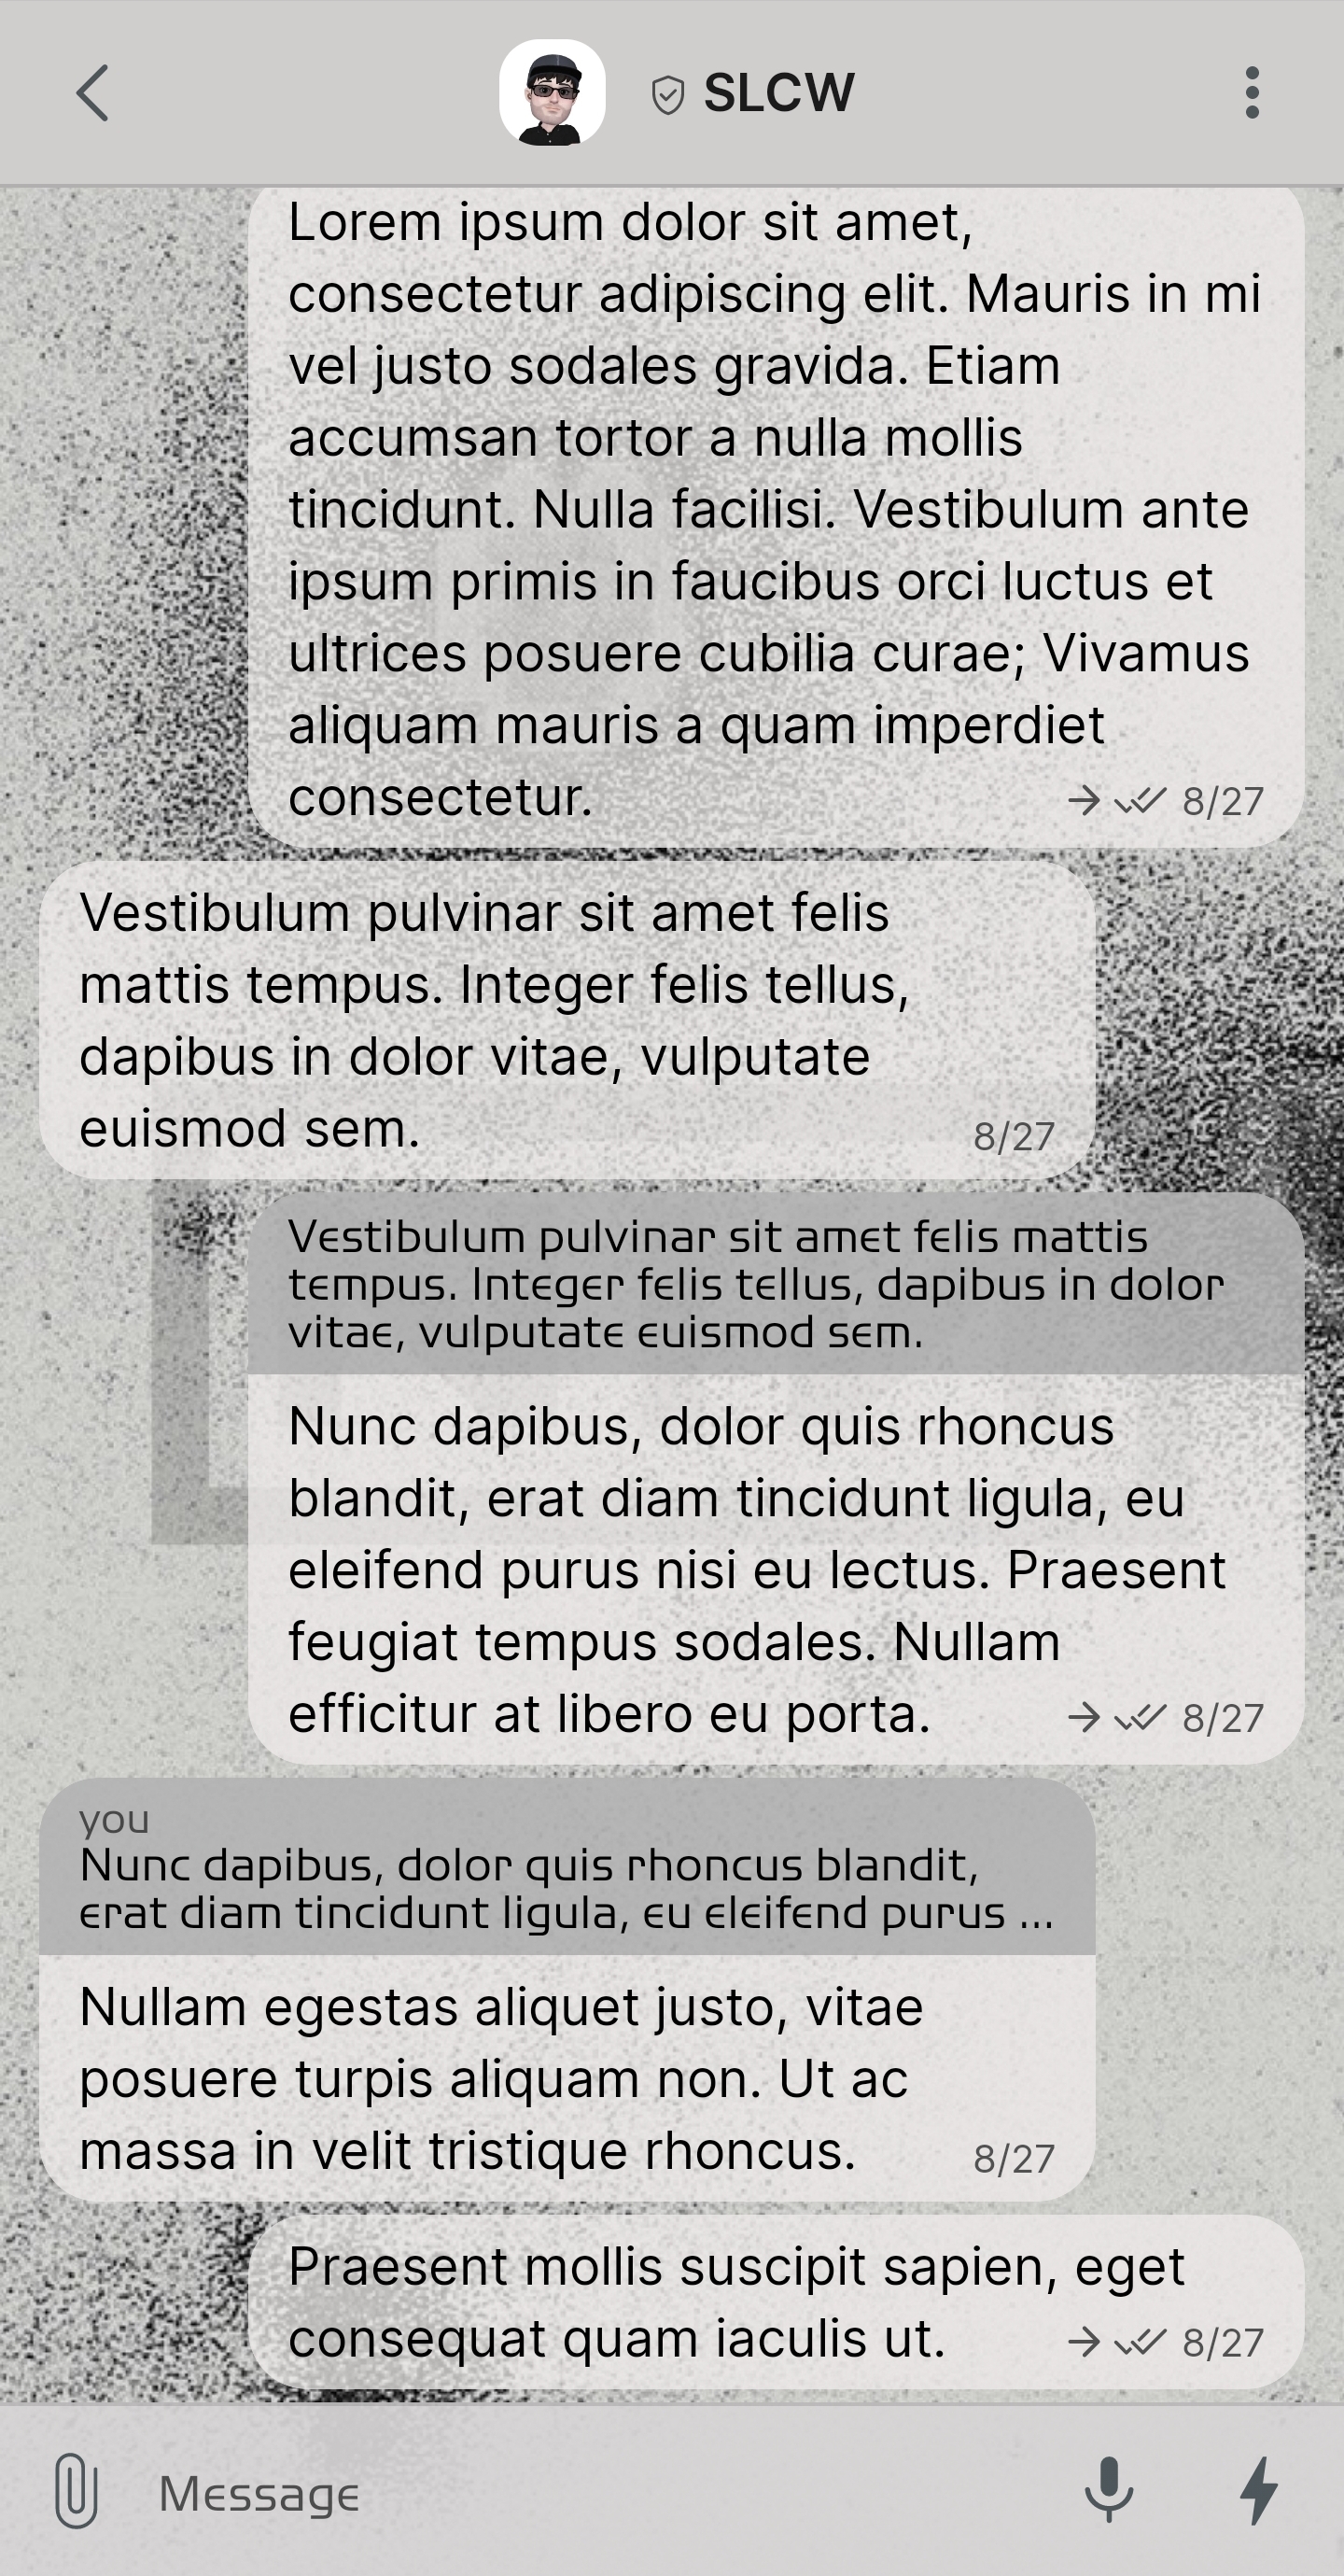 SLCW
Lorem ipsum dolor sit amet,
consectetur adipiscing elit. Mauris in mi
vel justo sodales gravida. Etiam
accumsan tortor a nulla mollis
tincidunt. Nulla facilisi. Vestibulum ante
ipsum primis in faucibus orci luctus et
ultrices posuere cubilia curae; Vivamus
aliquam mauris a quam imperdiet
consectetur. 8/27
Vestibulum pulvinar sit amet felis
mattis tempus. Integer felis tellus,
dapibus in dolor vitae, vulputate
euismod sem. 8/27
Vestibulum pulvinar sit amet felis mattis
tempus. Integer felis tellus, dapibus in dolor
vitae, vulputate euismod sem.
Nunc dapibus, dolor quis rhoncus
blandit, erat diam tincidunt ligula, eu
eleifend purus nisi eu lectus. Praesent
feugiat tempus sodales. Nullam
efficitur at libero eu porta. 8/27
you
Nunc dapibus, dolor quis rhoncus blandit,
erat diam tincidunt ligula, eu eleifend purus ...
Nullam egestas aliquet justo, vitae
posuere turpis aliquam non. Ut ac
massa in velit tristique rhoncus. 8/27
Praesent mollis suscipit sapien, eget
consequat quam iaculis ut. 8/27
Message